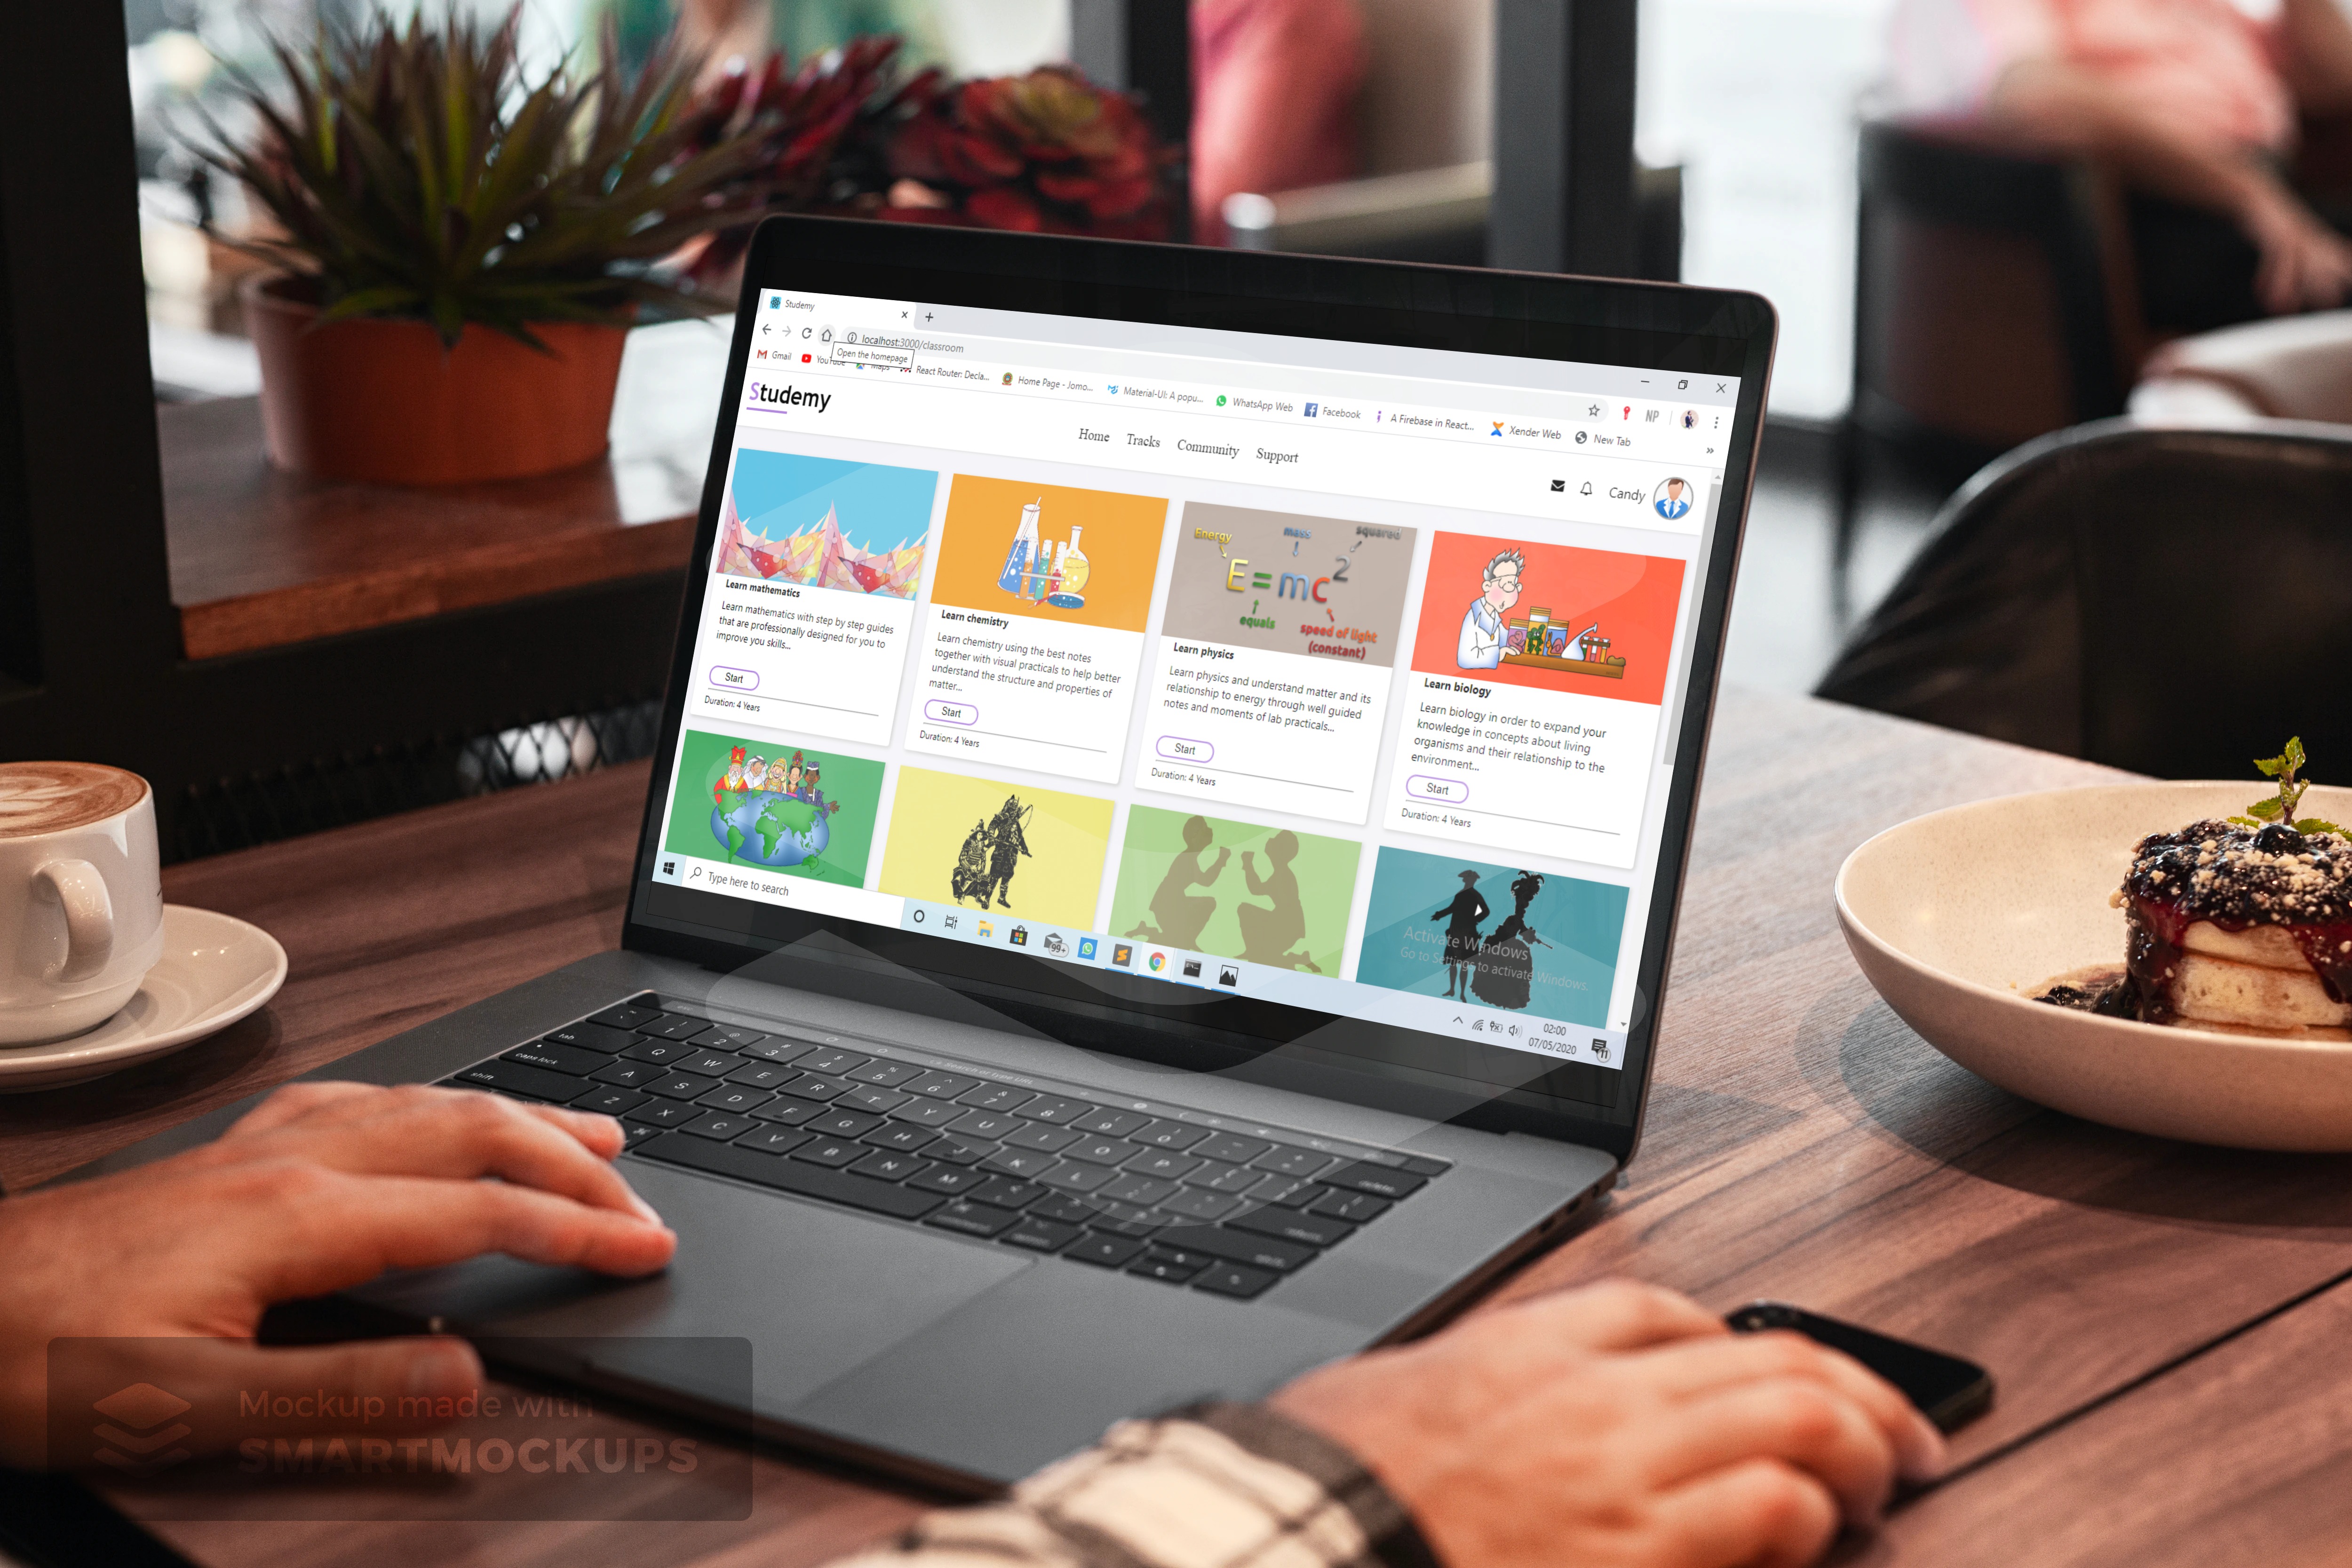 Studemy
localhost:3000/classroom
Open the homepage
Gmail
YouTube
Maps
React Router: Decla...
Home Page - Jomo...
Material-UI: A popu...
WhatsApp Web
Facebook
A Firebase in React...
Xender Web
New Tab
»
NP
Studemy
Home
Tracks
Community
Support
Candy
Learn mathematics
Learn mathematics with step by step guides
that are professionally designed for you to
improve you skills...
Start
Duration: 4 Years
Learn chemistry
Learn chemistry using the best notes
together with visual practicals to help better
understand the structure and properties of
matter...
Start
Duration: 4 Years
Energy
mass
squared
E=mc2
equals
speed of light
(constant)
Learn physics
Learn physics and understand matter and its
relationship to energy through well guided
notes and moments of lab practicals...
Start
Duration: 4 Years
Learn biology
Learn biology in order to expand your
knowledge in concepts about living
organisms and their relationship to the
environment...
Start
Duration: 4 Years
Activate Windows
Go to Settings to activate Windows.
Type here to search
99+
02:00
07/05/2020
11
tab
Q W E R T Y U I O P
caps lock
A S D F G H J K L
shift
Z X C V B N M
Mockup made with
SMARTMOCKUPS